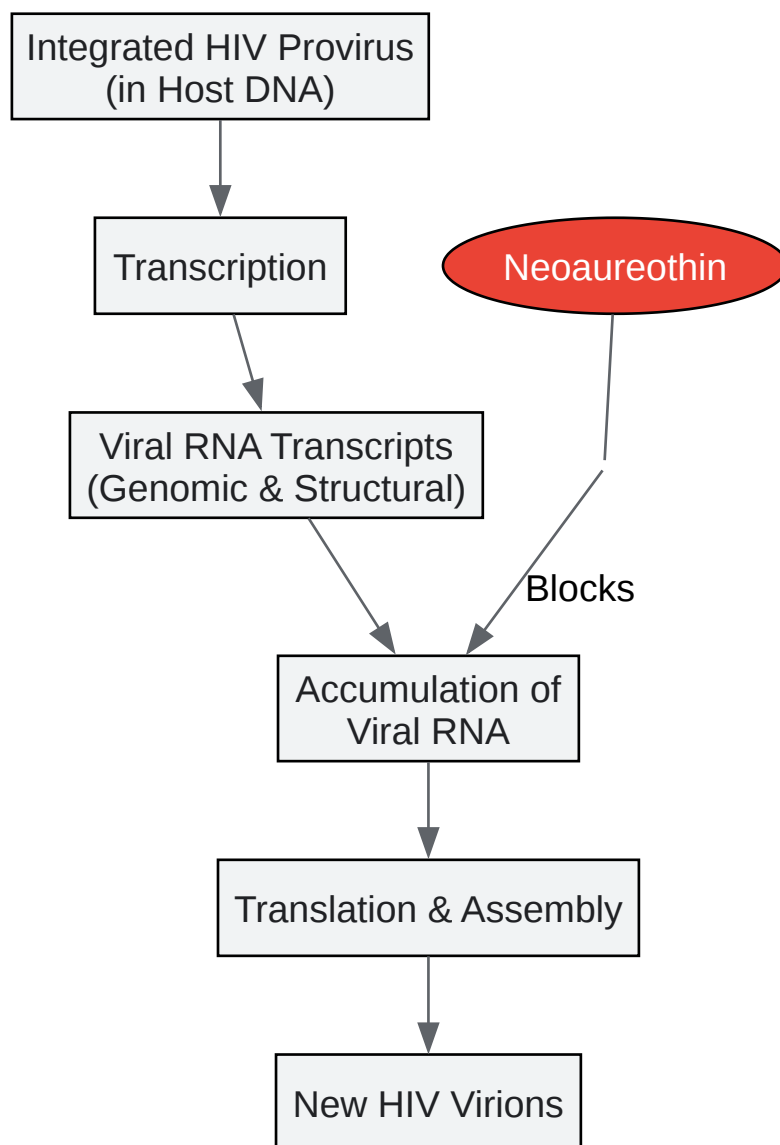 Integrated HIV Provirus
(in Host DNA)
Transcription
Neoaureothin
Viral RNA Transcripts
(Genomic & Structural)
Blocks
Accumulation of
Viral RNA
Translation & Assembly
New HIV Virions